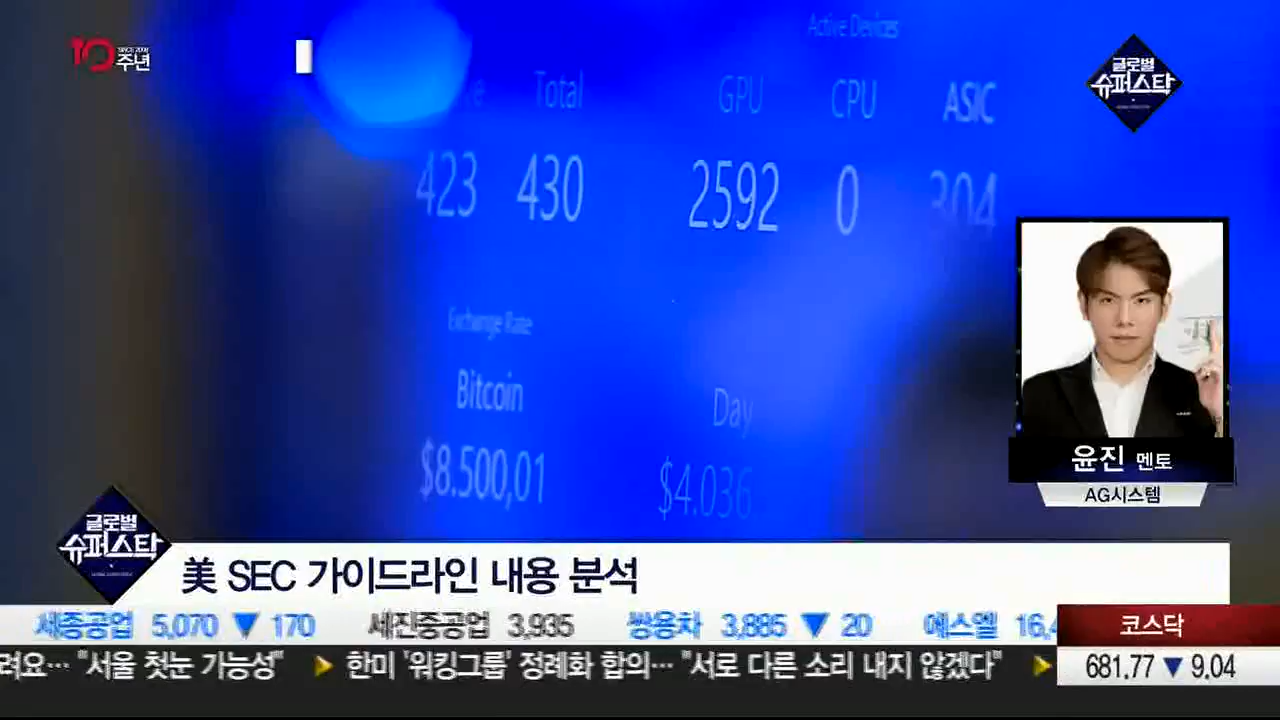 10주년
SINCE 2008
글로벌
슈퍼스탁
Active Devices
Total GPU CPU ASIC
423 430 2592 0 304
Exchange Rate
Bitcoin Day
$8.500,01 $4.036
윤진 멘토
AG시스템
글로벌
슈퍼스탁
美 SEC 가이드라인 내용 분석
세종공업 5,070 ▼ 170 세진중공업 3,935 쌍용차 3,885 ▼ 20 에스엘 16,4
코스닥
려요… "서울 첫눈 가능성" ▶ 한미 '워킹그룹' 정례화 합의… "서로 다른 소리 내지 않겠다" ▶
681.77 ▼ 9.04